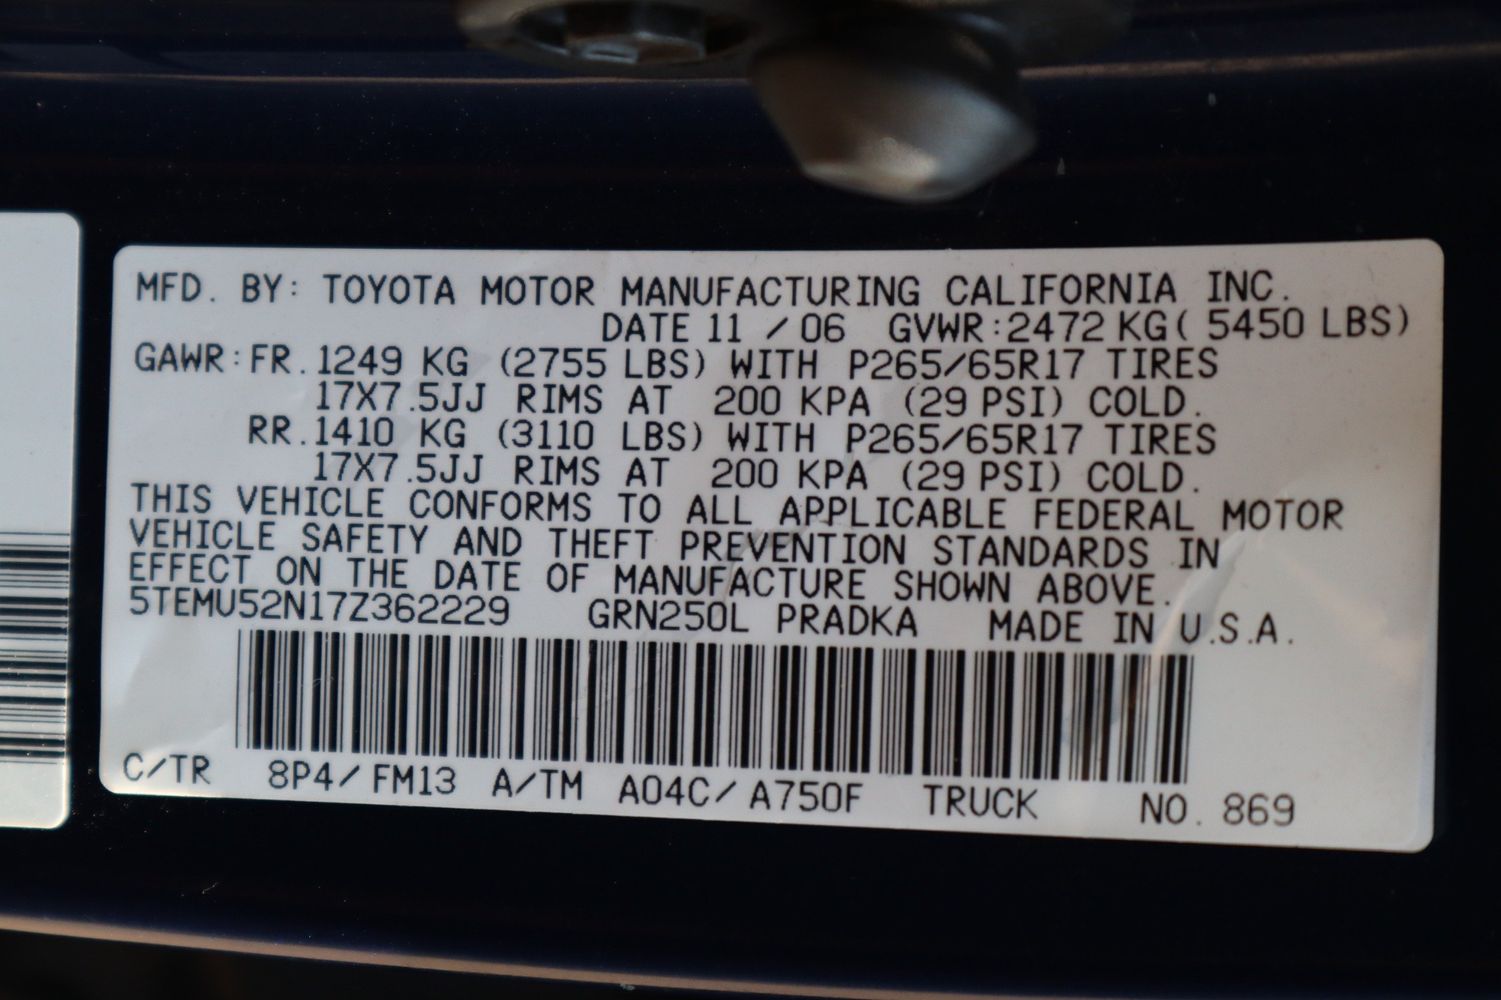 MFD. BY: TOYOTA MOTOR MANUFACTURING CALIFORNIA INC.
DATE 11 / 06 GVWR:2472 KG( 5450 LBS)
GAWR:FR.1249 KG (2755 LBS) WITH P265/65R17 TIRES
17X7.5JJ RIMS AT 200 KPA (29 PSI) COLD.
RR.1410 KG (3110 LBS) WITH P265/65R17 TIRES
17X7.5JJ RIMS AT 200 KPA (29 PSI) COLD.
THIS VEHICLE CONFORMS TO ALL APPLICABLE FEDERAL MOTOR
VEHICLE SAFETY AND THEFT PREVENTION STANDARDS IN
EFFECT ON THE DATE OF MANUFACTURE SHOWN ABOVE.
5TEMU52N17Z362229 GRN250L PRADKA MADE IN U.S.A.
C/TR 8P4/FM13 A/TM A04C/A750F TRUCK NO. 869